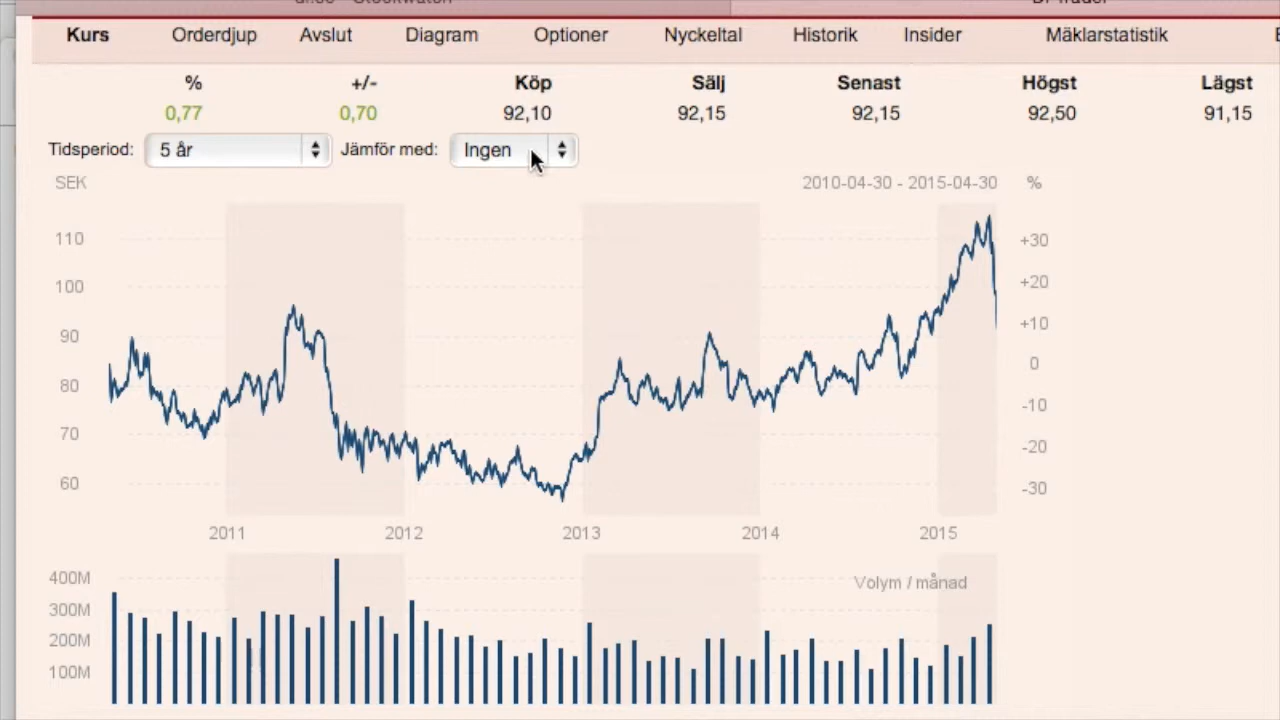 Kurs Orderdjup Avslut Diagram Optioner Nyckeltal Historik Insider Mäklarstatistik
% +/- Köp Sälj Senast Högst Lägst
0,77 0,70 92,10 92,15 92,15 92,50 91,15
Tidsperiod: 5 år Jämför med: Ingen
SEK 2010-04-30 - 2015-04-30 %
110 +30
100 +20
90 +10
80 0
70 -10
60 -20
-30
2011 2012 2013 2014 2015
400M Volym / månad
300M
200M
100M